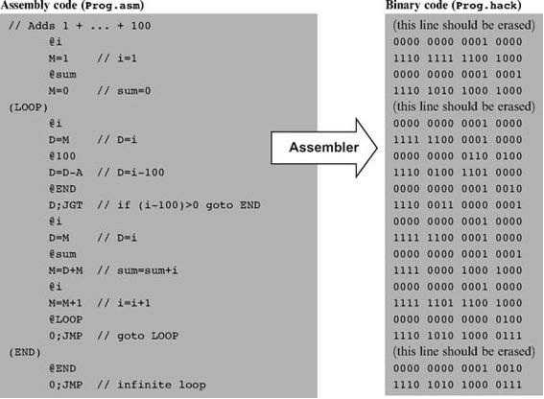 Assembly code (Prog.asm)
// Adds 1 + ... + 100
@i
M=1 // i=1
@sum
M=0 // sum=0
(LOOP)
@i
D=M // D=i
@100
D=D-A // D=i-100
@END
D;JGT // if (i-100)>0 goto END
@i
D=M // D=i
@sum
M=D+M // sum=sum+i
@i
M=M+1 // i=i+1
@LOOP
0;JMP // goto LOOP
(END)
@END
0;JMP // infinite loop
Assembler
Binary code (Prog.hack)
(this line should be erased)
0000 0000 0001 0000
1110 1111 1100 1000
0000 0000 0001 0001
1110 1010 1000 1000
(this line should be erased)
0000 0000 0001 0000
1111 1100 0001 0000
0000 0000 0110 0100
1110 0100 1101 0000
0000 0000 0001 0010
1110 0011 0000 0001
0000 0000 0001 0000
1111 1100 0001 0000
0000 0000 0001 0001
1111 0000 1000 1000
0000 0000 0001 0000
1111 1101 1100 1000
0000 0000 0000 0100
1110 1010 1000 0111
(this line should be erased)
0000 0000 0001 0010
1110 1010 1000 0111